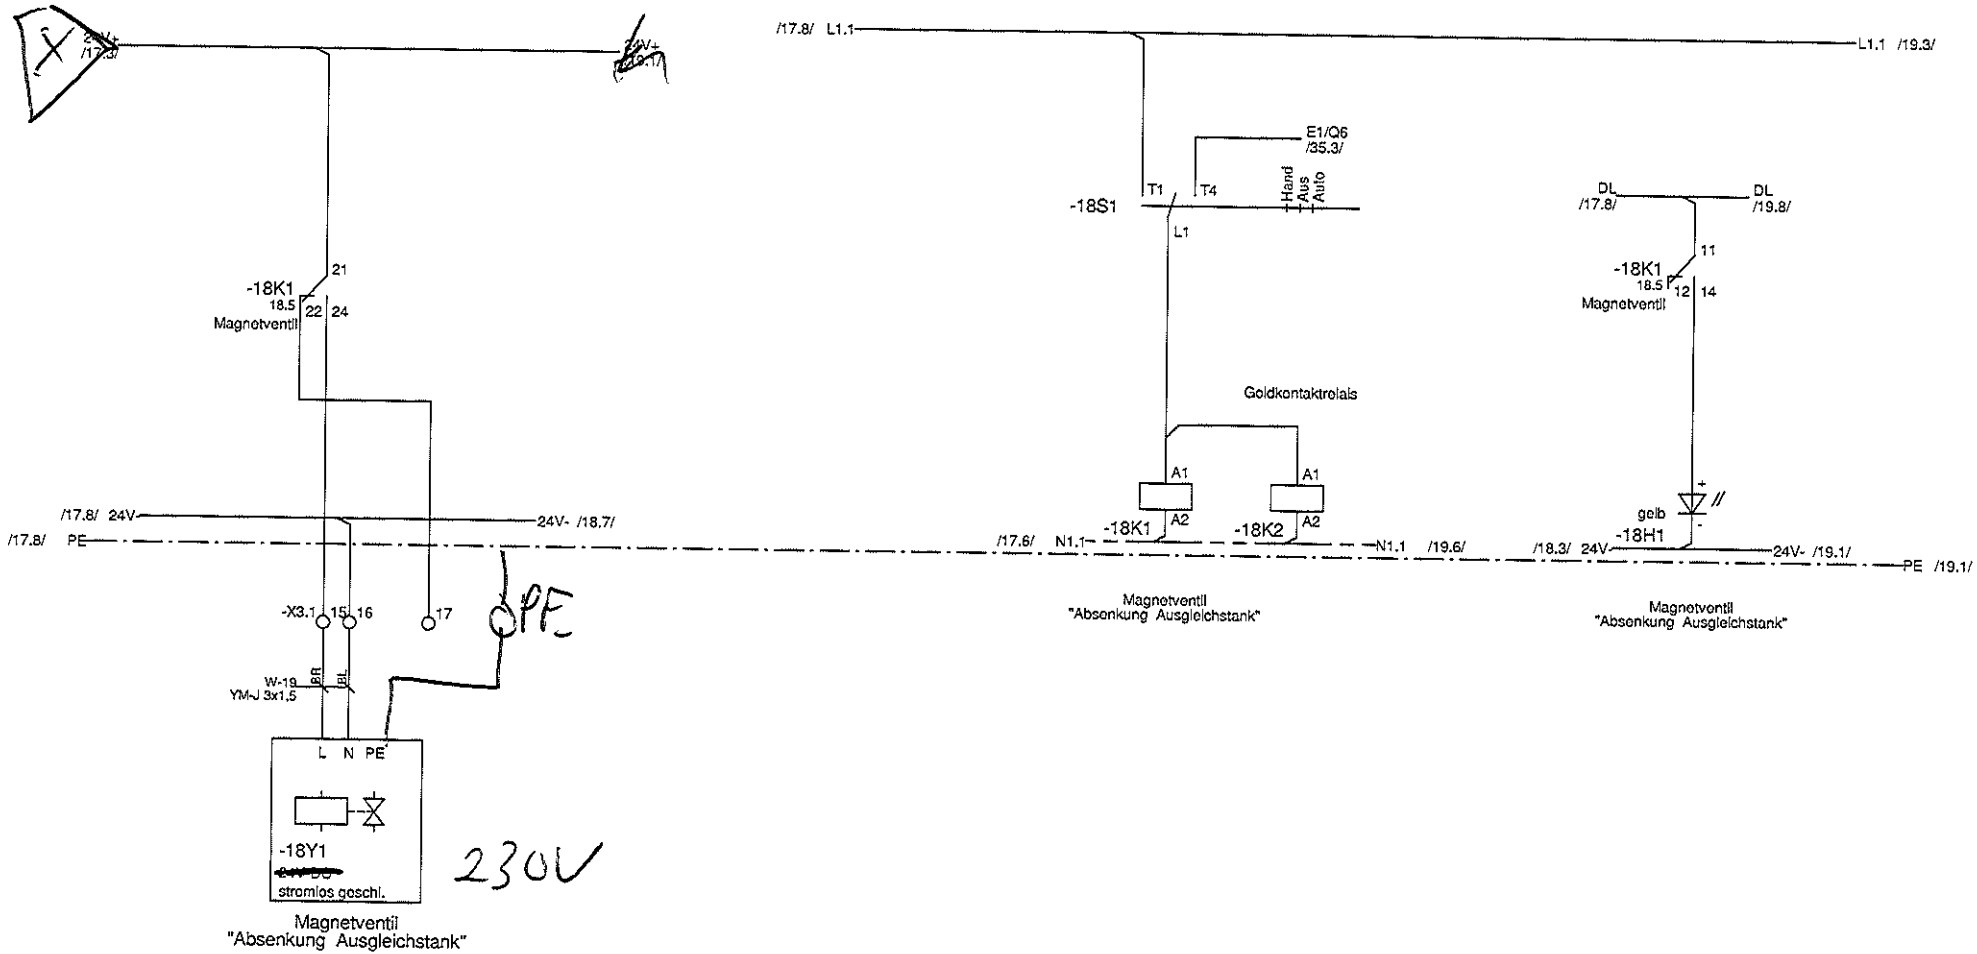 X
24V+
/17.3/
24V+
/19.1/
/17.8/ L1.1
L1.1 /19.3/
E1/Q6
/35.3/
T1
T4
Hand
Aus
Auto
-18S1
L1
DL
/17.8/
DL
/19.8/
21
-18K1
18.5
22
24
Magnetventil
11
-18K1
18.5
12
14
Magnetventil
Goldkontaktrelais
A1
A1
A2
A2
-18K1
-18K2
+
gelb
-
-18H1
/17.8/ 24V-
24V- /18.7/
/17.8/ PE
/17.6/ N1.1
N1.1 /19.6/
/18.3/ 24V-
24V- /19.1/
PE /19.1/
-X3.1
15
16
17
PE
Magnetventil
"Absenkung Ausgleichstank"
Magnetventil
"Absenkung Ausgleichstank"
W-19
YM-J 3x1,5
BR
BL
L N PE
-18Y1
24V DC
stromlos geschl.
230V
Magnetventil
"Absenkung Ausgleichstank"